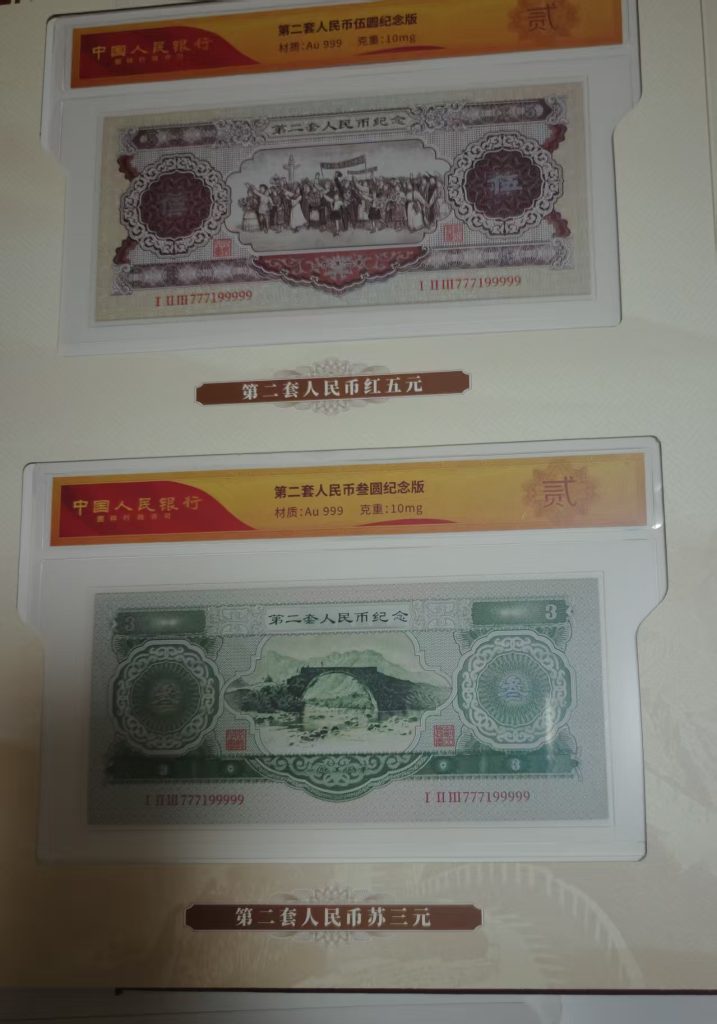 中国人民银行
第二套人民币伍圆纪念版
材质：Au 999 克重：10mg
贰
第二套人民币纪念
伍
I II III 777199999
I II III 777199999
第二套人民币红五元
中国人民银行
第二套人民币叁圆纪念版
材质：Au 999 克重：10mg
贰
3
第二套人民币纪念
3
叁
叁
3
3
I II III 777199999
I II III 777199999
第二套人民币苏三元